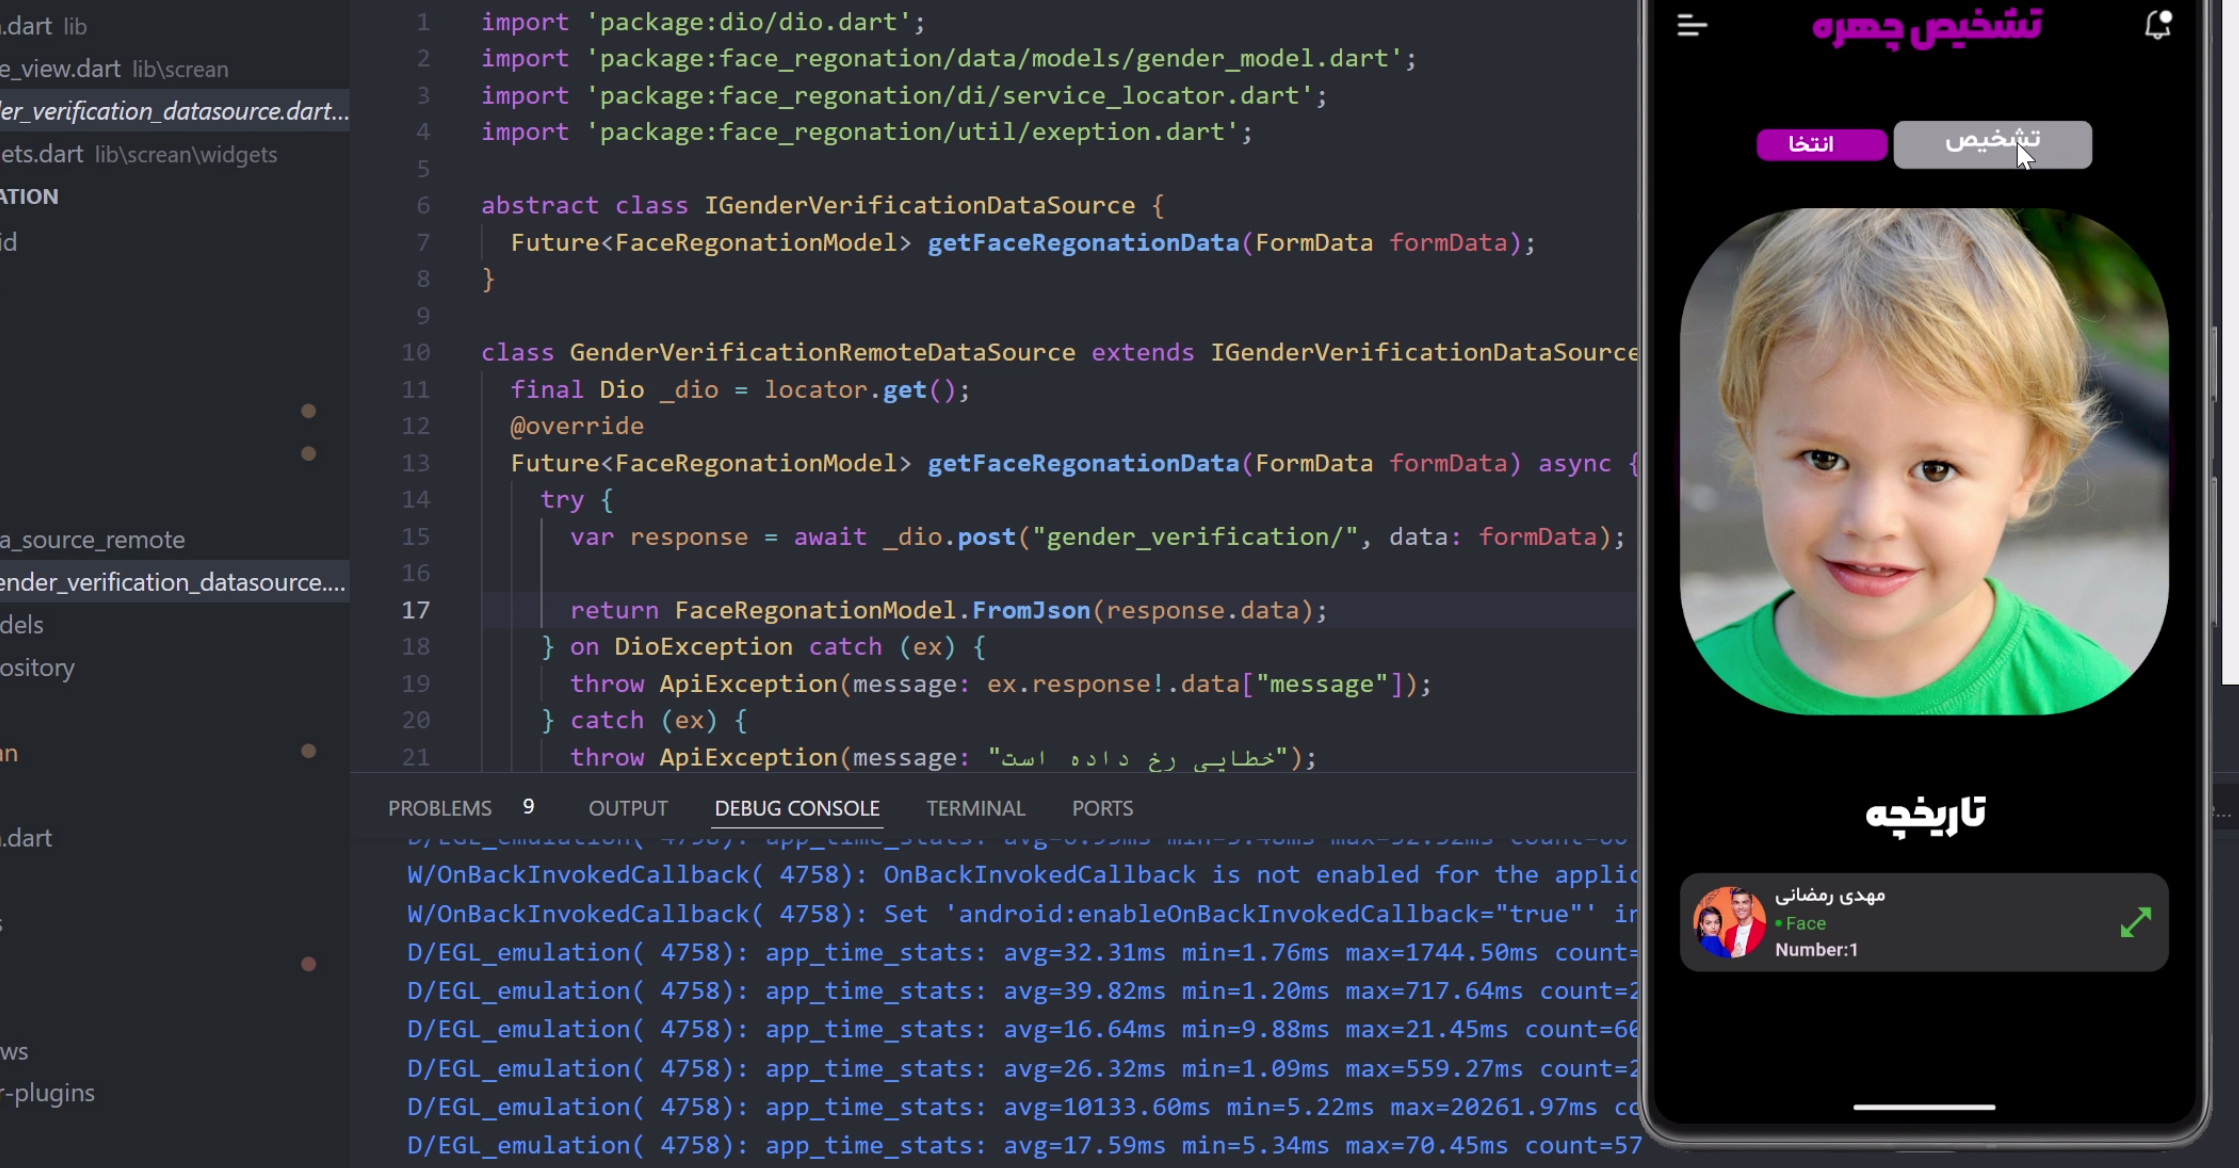 .dart lib
e_view.dart lib\screan
er_verification_datasource.dart...
ets.dart lib\screan\widgets
ATION
id
a_source_remote
ender_verification_datasource....
dels
ository
an
.dart
s
ws
r-plugins
1 import 'package:dio/dio.dart';
2 import 'package:face_regonation/data/models/gender_model.dart';
3 import 'package:face_regonation/di/service_locator.dart';
4 import 'package:face_regonation/util/exeption.dart';
5
6 abstract class IGenderVerificationDataSource {
7 Future<FaceRegonationModel> getFaceRegonationData(FormData formData);
8 }
9
10 class GenderVerificationRemoteDataSource extends IGenderVerificationDataSource
11 final Dio _dio = locator.get();
12 @override
13 Future<FaceRegonationModel> getFaceRegonationData(FormData formData) async {
14 try {
15 var response = await _dio.post("gender_verification/", data: formData);
16
17 return FaceRegonationModel.FromJson(response.data);
18 } on DioException catch (ex) {
19 throw ApiException(message: ex.response!.data["message"]);
20 } catch (ex) {
21 throw ApiException(message: "خطایی رخ داده است");
PROBLEMS 9 OUTPUT DEBUG CONSOLE TERMINAL PORTS
W/OnBackInvokedCallback( 4758): OnBackInvokedCallback is not enabled for the applic
W/OnBackInvokedCallback( 4758): Set 'android:enableOnBackInvokedCallback="true"' in
D/EGL_emulation( 4758): app_time_stats: avg=32.31ms min=1.76ms max=1744.50ms count=
D/EGL_emulation( 4758): app_time_stats: avg=39.82ms min=1.20ms max=717.64ms count=2
D/EGL_emulation( 4758): app_time_stats: avg=16.64ms min=9.88ms max=21.45ms count=60
D/EGL_emulation( 4758): app_time_stats: avg=26.32ms min=1.09ms max=559.27ms count=2
D/EGL_emulation( 4758): app_time_stats: avg=10133.60ms min=5.22ms max=20261.97ms co
D/EGL_emulation( 4758): app_time_stats: avg=17.59ms min=5.34ms max=70.45ms count=57
تشخیص چهره
تشخیص
انتخا
تاریخچه
مهدی رمضانی
• Face
Number:1